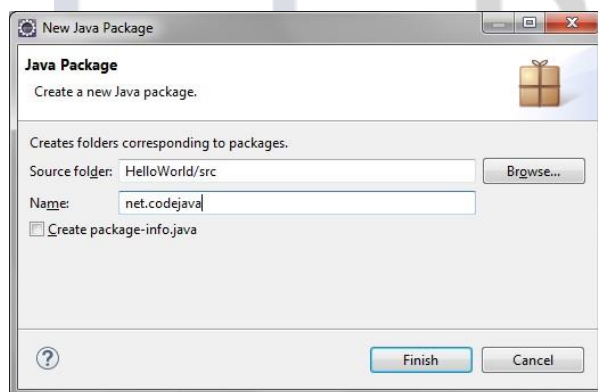 New Java Package
Java Package
Create a new Java package.
Creates folders corresponding to packages.
Source folder: HelloWorld/src Browse...
Name: net.codejava
Create package-info.java
? Finish Cancel